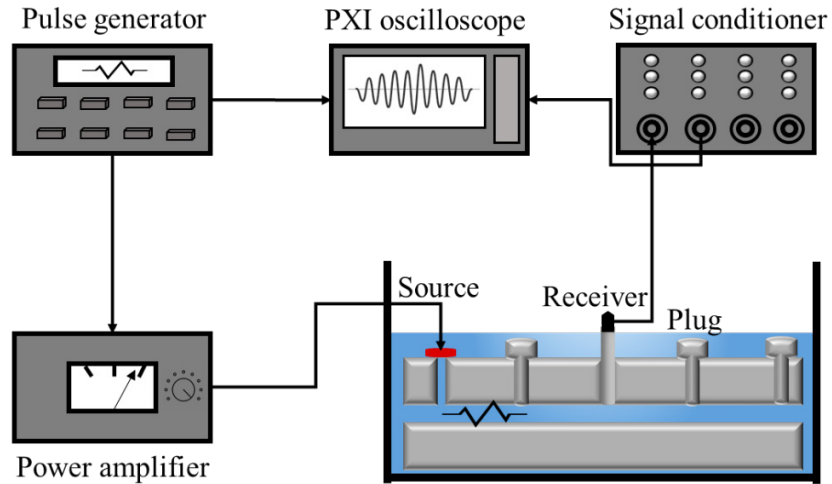 Pulse generator
PXI oscilloscope
Signal conditioner
Source
Receiver
Plug
Power amplifier